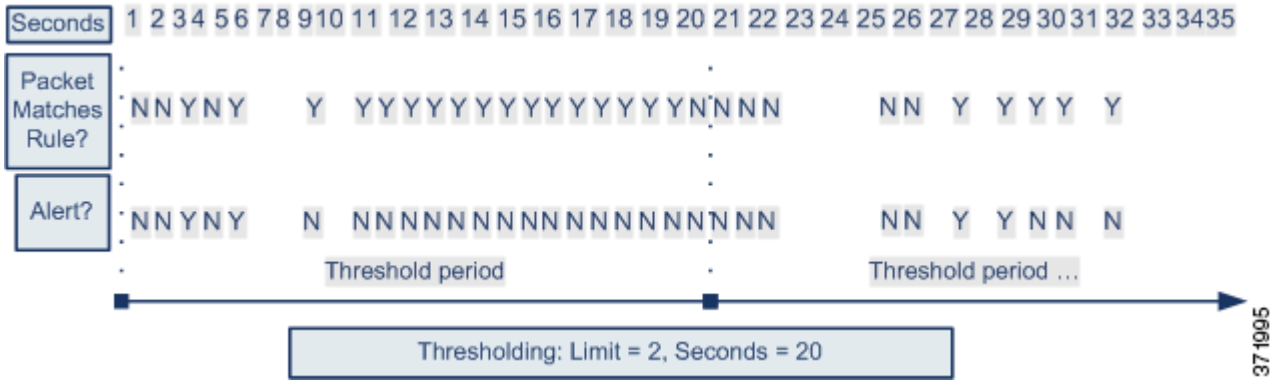 Seconds 1 2 3 4 5 6 7 8 9 10 11 12 13 14 15 16 17 18 19 20 21 22 23 24 25 26 27 28 29 30 31 32 33 34 35
Packet
Matches
Rule?
N N Y N Y Y Y Y Y Y Y Y Y Y Y Y Y Y Y Y N N N N N N Y Y Y Y Y
Alert? N N Y N Y N N N N N N N N N N N N N N N N N N N N N Y Y N N N
Threshold period Threshold period ...
Thresholding: Limit = 2, Seconds = 20
371995